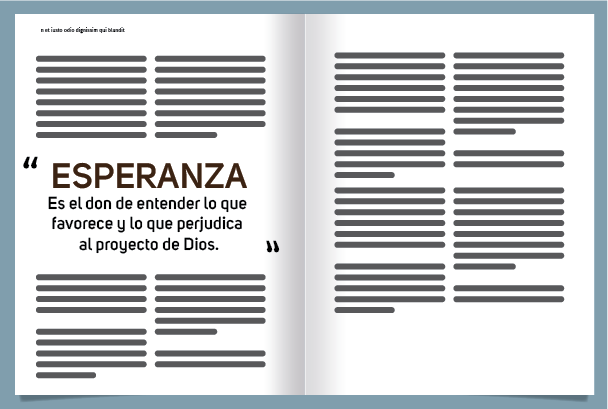 n et iusto odio dignissim qui blandit
“ ESPERANZA
Es el don de entender lo que
favorece y lo que perjudica
al proyecto de Dios. ”